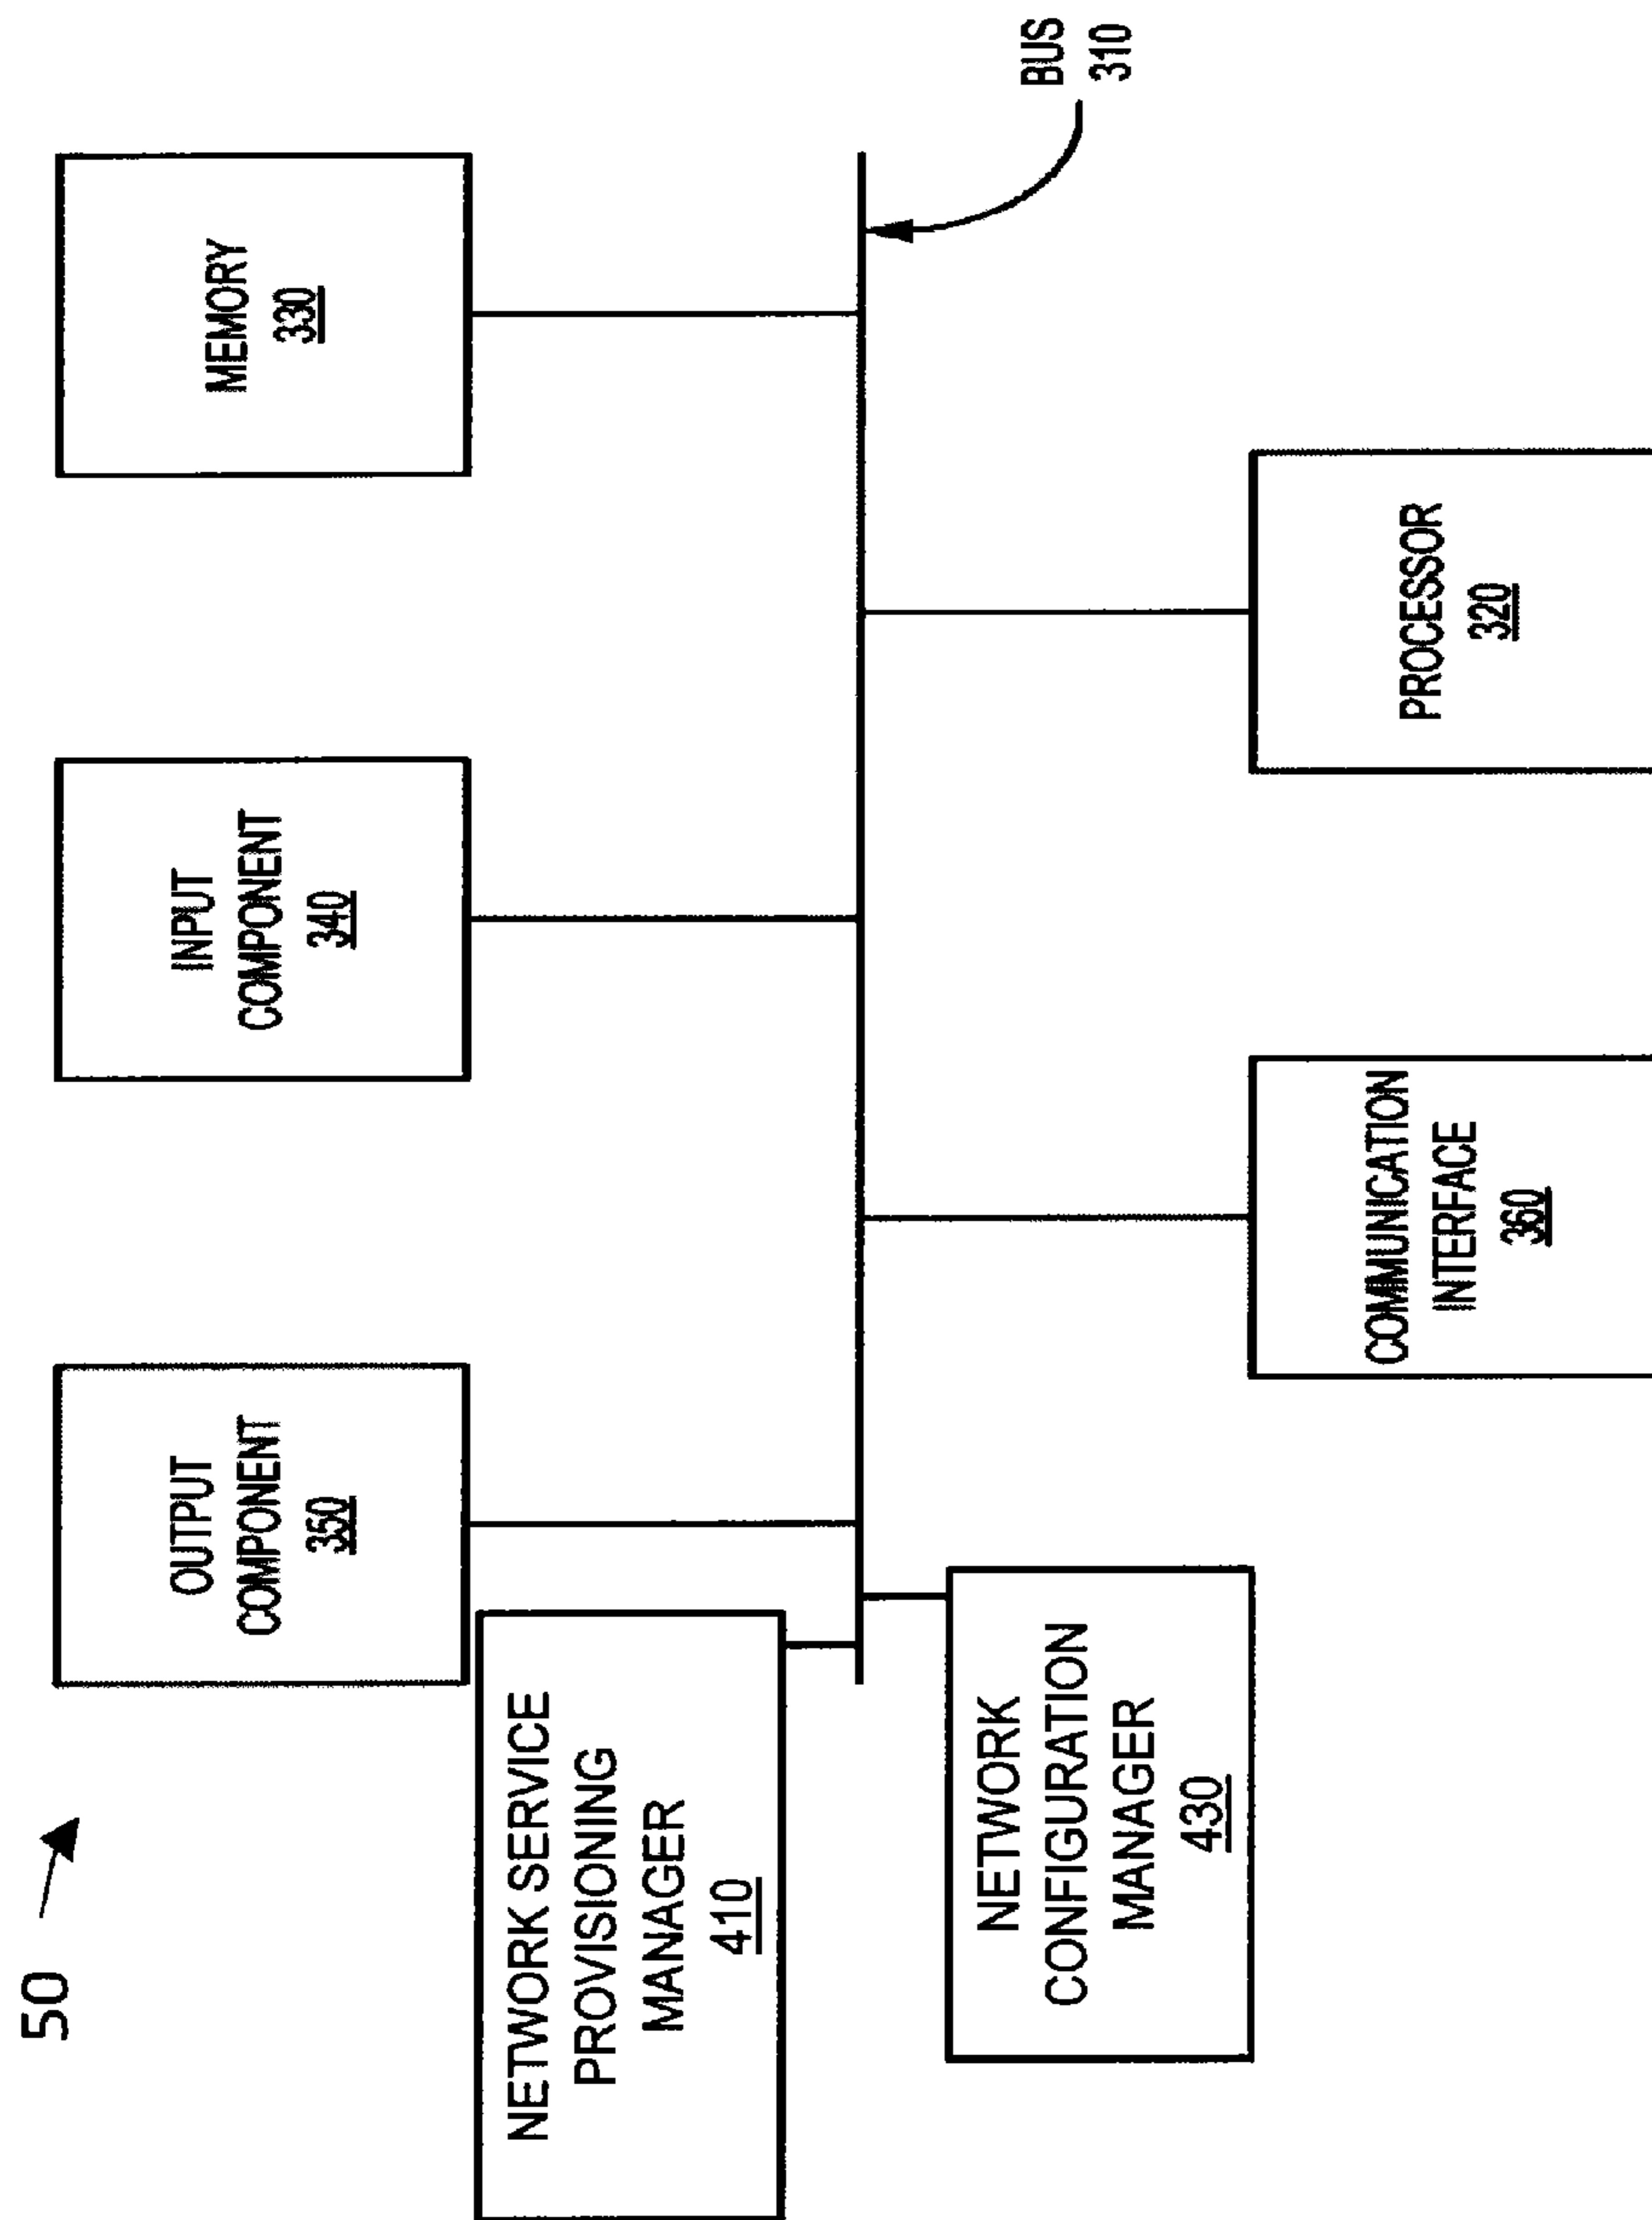 50
NETWORK SERVICE
PROVISIONING
MANAGER
410
OUTPUT
COMPONENT
350
INPUT
COMPONENT
340
MEMORY
330
BUS
310
NETWORK
CONFIGURATION
MANAGER
430
COMMUNICATION
INTERFACE
360
PROCESSOR
320